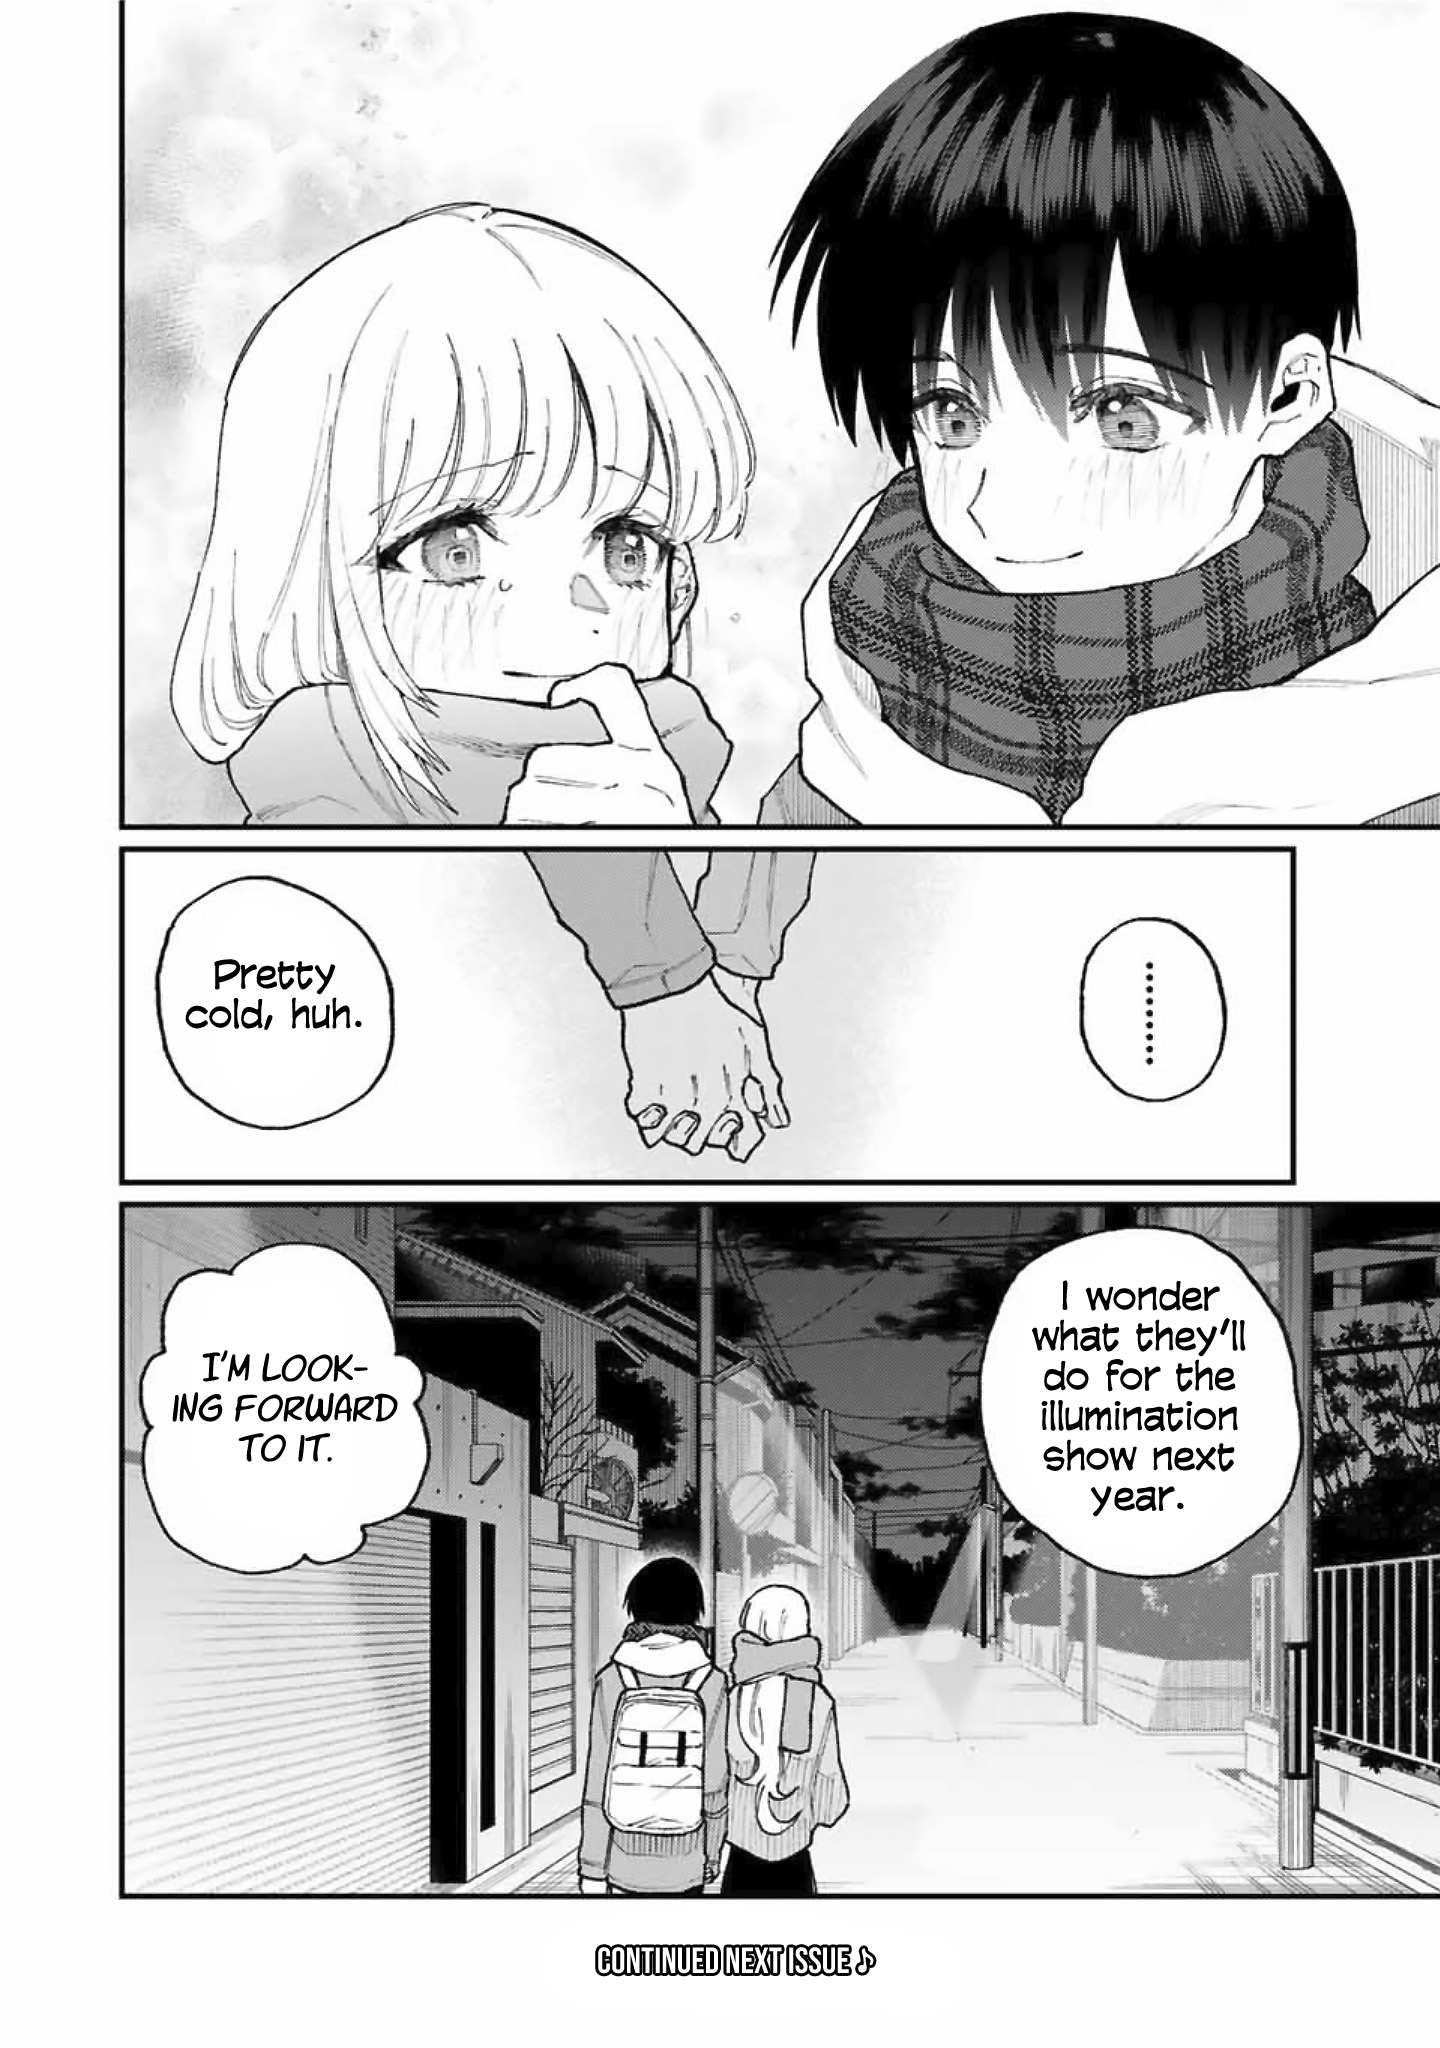 ………
Pretty
cold, huh.
I wonder
what they'll
do for the
illumination
show next
year.
I'M LOOK-
ING FORWARD
TO IT.
CONTINUED NEXT ISSUE ♪